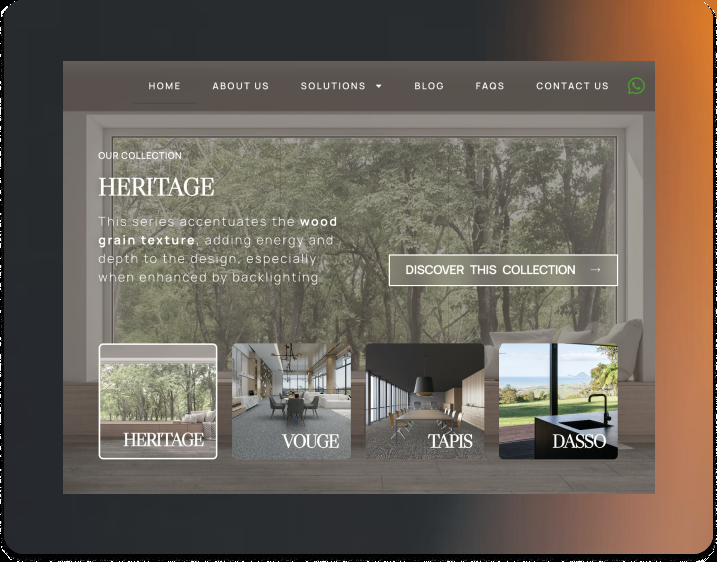 HOME ABOUT US SOLUTIONS BLOG FAQS CONTACT US
OUR COLLECTION
HERITAGE
This series accentuates the wood
grain texture, adding energy and
depth to the design, especially
when enhanced by backlighting.
DISCOVER THIS COLLECTION →
HERITAGE
VOUGE
TAPIS
DASSO